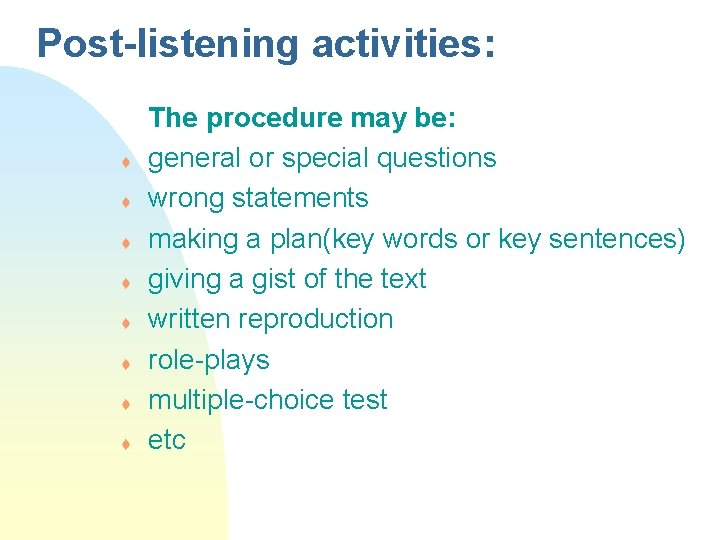 Post-listening activities:
The procedure may be:
general or special questions
wrong statements
making a plan(key words or key sentences)
giving a gist of the text
written reproduction
role-plays
multiple-choice test
etc